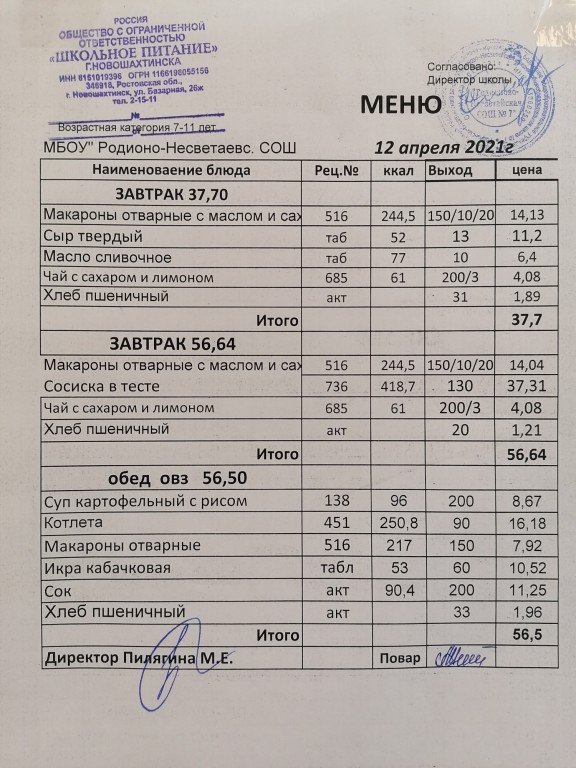 РОССИЯ
ОБЩЕСТВО С ОГРАНИЧЕННОЙ
ОТВЕТСТВЕННОСТЬЮ
«ШКОЛЬНОЕ ПИТАНИЕ»
Г.НОВОШАХТИНСКА
ИНН 6151019396 ОГРН 1166196055156
346918, Ростовская обл.,
г. Новошахтинск, ул. Базарная, 26ж
тел. 2-15-11
№
Возрастная категория 7-11 лет
Согласовано:
Директор школы
МЕНЮ
МБОУ" Родионо-Несветаевс. СОШ 12 апреля 2021г
Наименоваение блюда Рец.№ ккал Выход цена
ЗАВТРАК 37,70
Макароны отварные с маслом и сах 516 244,5 150/10/20 14,13
Сыр твердый таб 52 13 11,2
Масло сливочное таб 77 10 6,4
Чай с сахаром и лимоном 685 61 200/3 4,08
Хлеб пшеничный акт 31 1,89
Итого 37,7
ЗАВТРАК 56,64
Макароны отварные с маслом и сах 516 244,5 150/10/20 14,04
Сосиска в тесте 736 418,7 130 37,31
Чай с сахаром и лимоном 685 61 200/3 4,08
Хлеб пшеничный акт 20 1,21
Итого 56,64
обед овз 56,50
Суп картофельный с рисом 138 96 200 8,67
Котлета 451 250,8 90 16,18
Макароны отварные 516 217 150 7,92
Икра кабачковая табл 53 60 10,52
Сок акт 90,4 200 11,25
Хлеб пшеничный акт 33 1,96
Итого 56,5
Директор Пилягина М.Е. Повар